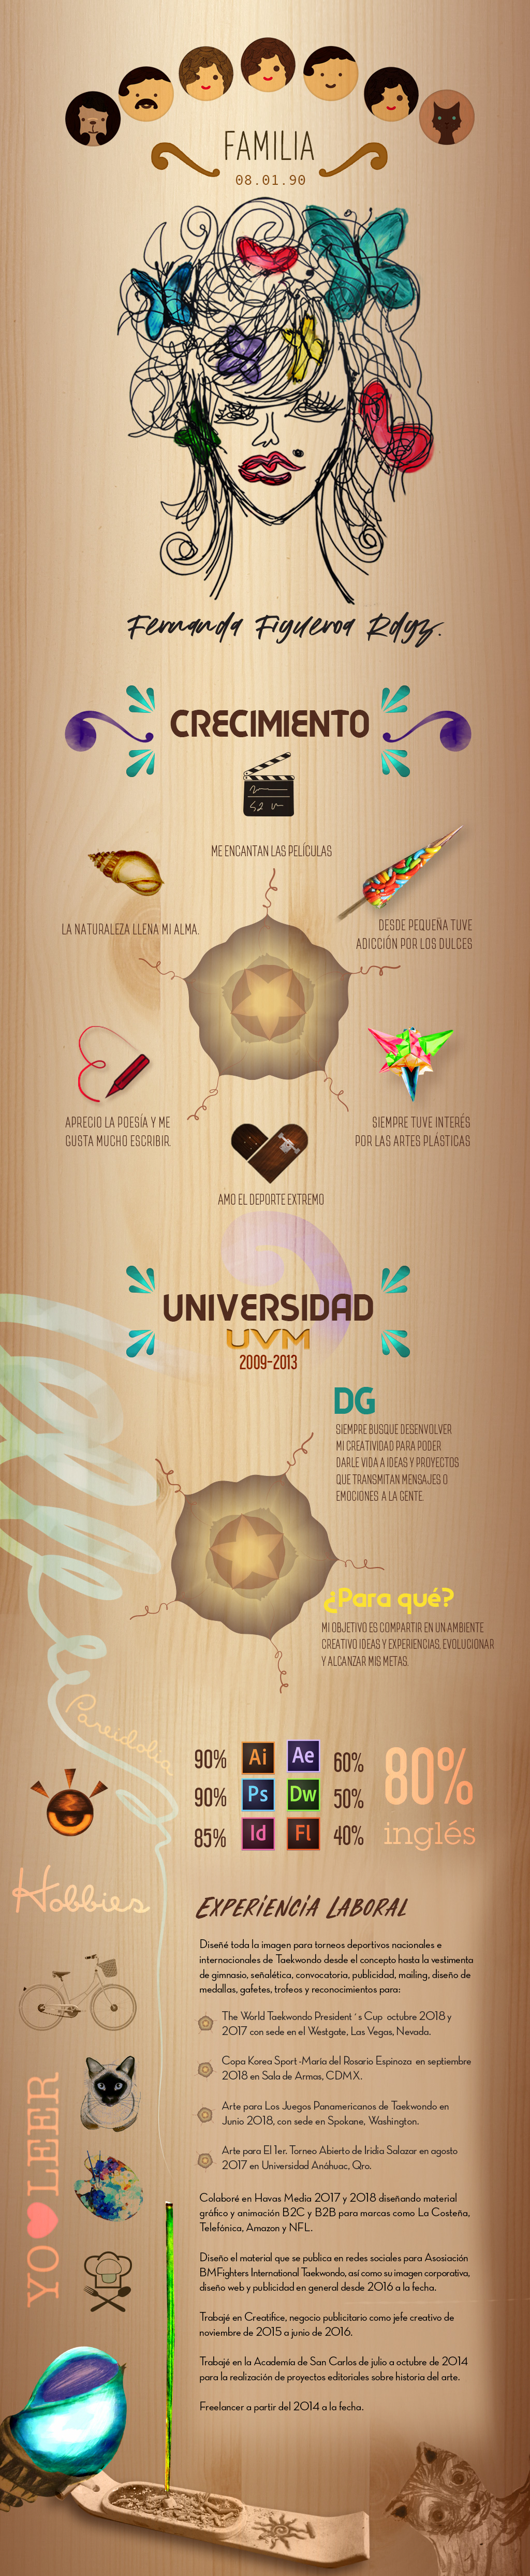 FAMILIA
08.01.90
Fernanda Figueroa Rdgz.
CRECIMIENTO
ME ENCANTAN LAS PELÍCULAS
LA NATURALEZA LLENA MI ALMA.
DESDE PEQUEÑA TUVE
ADICCIÓN POR LOS DULCES
APRECIO LA POESÍA Y ME
GUSTA MUCHO ESCRIBIR.
SIEMPRE TUVE INTERÉS
POR LAS ARTES PLÁSTICAS
AMO EL DEPORTE EXTREMO
UNIVERSIDAD
UVM
2009-2013
DG
SIEMPRE BUSQUE DESENVOLVER
MI CREATIVIDAD PARA PODER
DARLE VIDA A IDEAS Y PROYECTOS
QUE TRANSMITAN MENSAJES O
EMOCIONES A LA GENTE.
¿Para qué?
MI OBJETIVO ES COMPARTIR EN UN AMBIENTE
CREATIVO IDEAS Y EXPERIENCIAS, EVOLUCIONAR
Y ALCANZAR MIS METAS.
Pareidolia
90% Ai Ae 60%
90% Ps Dw 50%
85% Id Fl 40%
80%
inglés
Hobbies
YO LEER
EXPERIENCIA LABORAL
Diseñé toda la imagen para torneos deportivos nacionales e
internacionales de Taekwondo desde el concepto hasta la vestimenta
de gimnasio, señalética, convocatoria, publicidad, mailing, diseño de
medallas, gafetes, trofeos y reconocimientos para:
The World Taekwondo President´s Cup octubre 2018 y
2017 con sede en el Westgate, Las Vegas, Nevada.
Copa Korea Sport -Maria del Rosario Espinoza en septiembre
2018 en Sala de Armas, CDMX.
Arte para Los Juegos Panamericanos de Taekwondo en
Junio 2018, con sede en Spokane, Washington.
Arte para El 1er. Torneo Abierto de Iridia Salazar en agosto
2017 en Universidad Anáhuac, Qro.
Colaboré en Havas Media 2017 y 2018 diseñando material
gráfico y animación B2C y B2B para marcas como La Costeña,
Telefónica, Amazon y NFL.
Diseño el material que se publica en redes sociales para Asosiación
BMFighters International Taekwondo, así como su imagen corporativa,
diseño web y publicidad en general desde 2016 a la fecha.
Trabajé en Creatifice, negocio publicitario como jefe creativo de
noviembre de 2015 a junio de 2016.
Trabajé en la Academía de San Carlos de julio a octubre de 2014
para la realización de proyectos editoriales sobre historia del arte.
Freelancer a partir del 2014 a la fecha.